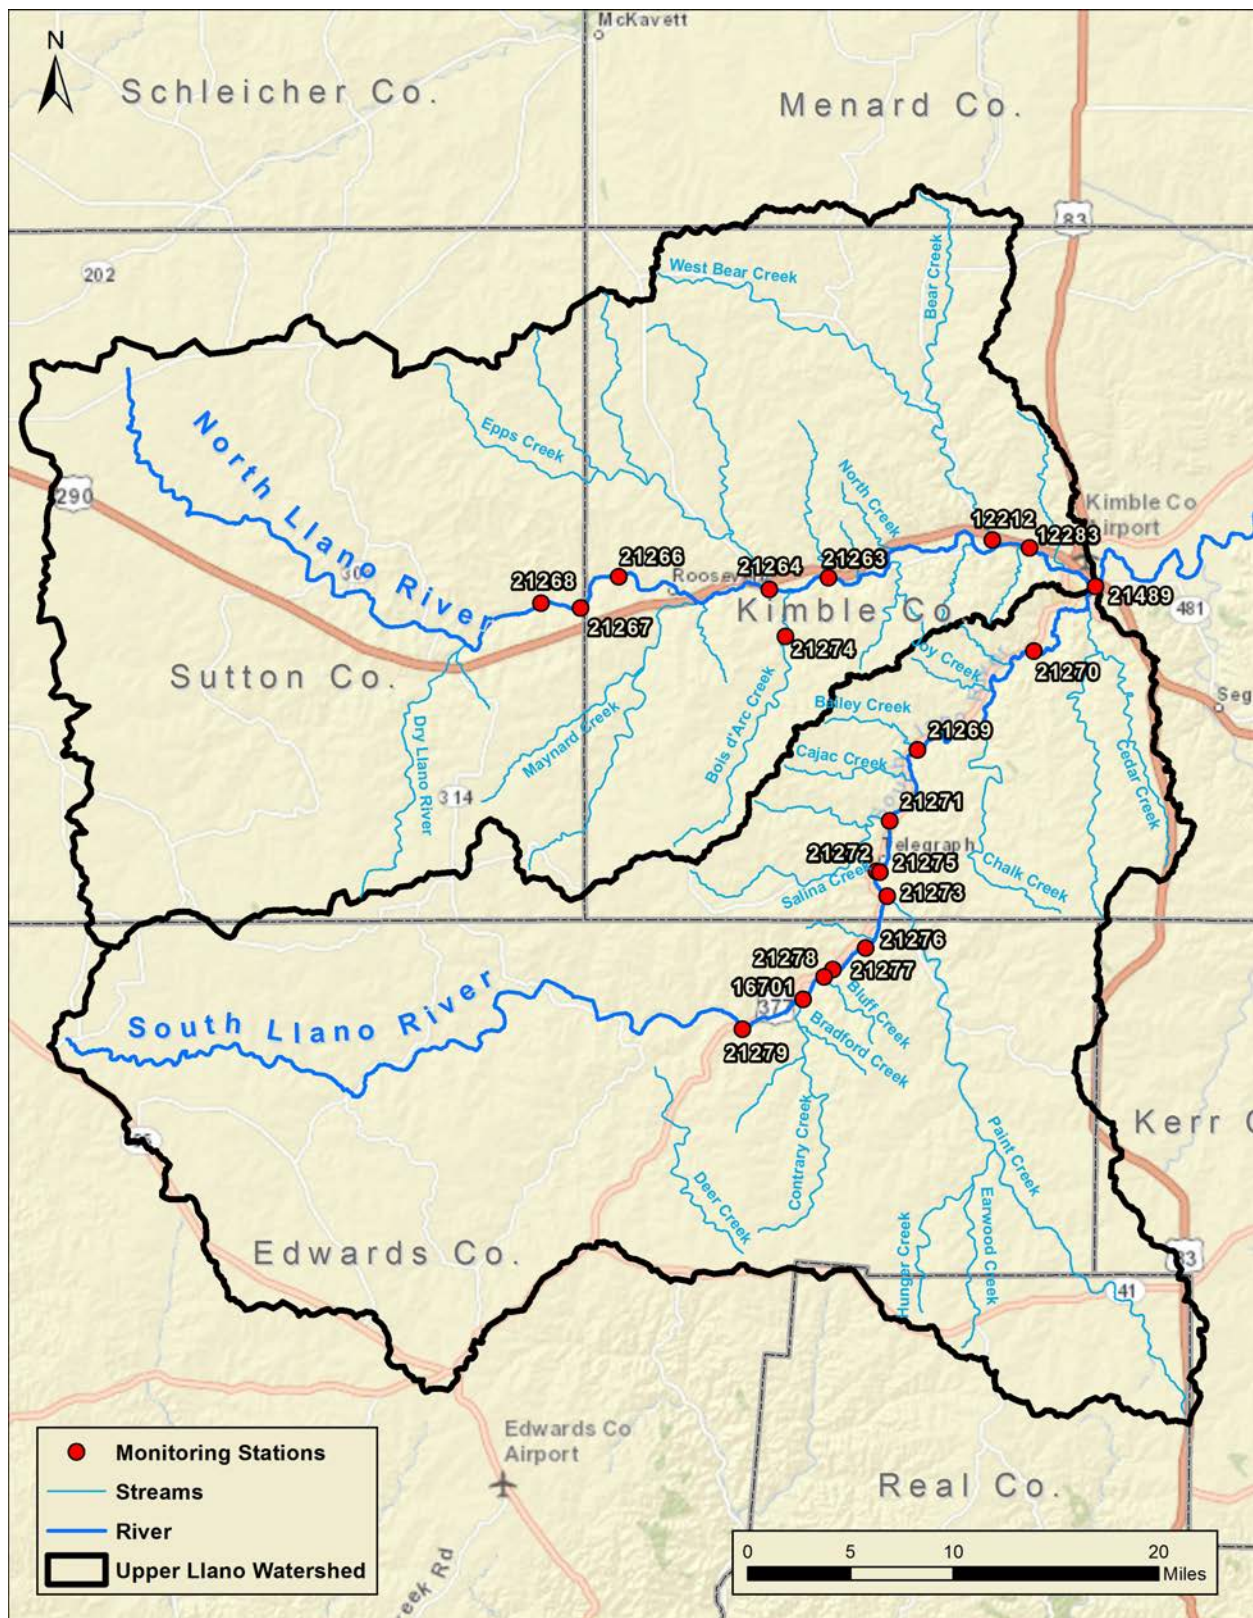 McKavett
N
Schleicher Co.
Menard Co.
83
202
West Bear Creek
Bear Creek
Epps Creek
North Llano River
290
North Creek
Kimble Co
Airport
12212
12283
21266
21264
21263
21268
21267
21489
481
Kimble Co
21274
21270
Sutton Co.
Joy Creek
Seg
Bailey Creek
Maynard Creek
Bois d'Arc Creek
21269
Cajac Creek
Dry Llano River
314
Cedar Creek
21271
Telegraph
21272
21275
Salina Creek
Chalk Creek
21273
21276
21278
21277
16701
377
Bluff Creek
South Llano River
Bradford Creek
21279
Contrary Creek
Paint Creek
Kerr
Deer Creek
Earwood Creek
Hunger Creek
Edwards Co.
83
41
Edwards Co
Airport
Real Co.
Creek Rd
Monitoring Stations
Streams
River
Upper Llano Watershed
0 5 10 20
Miles